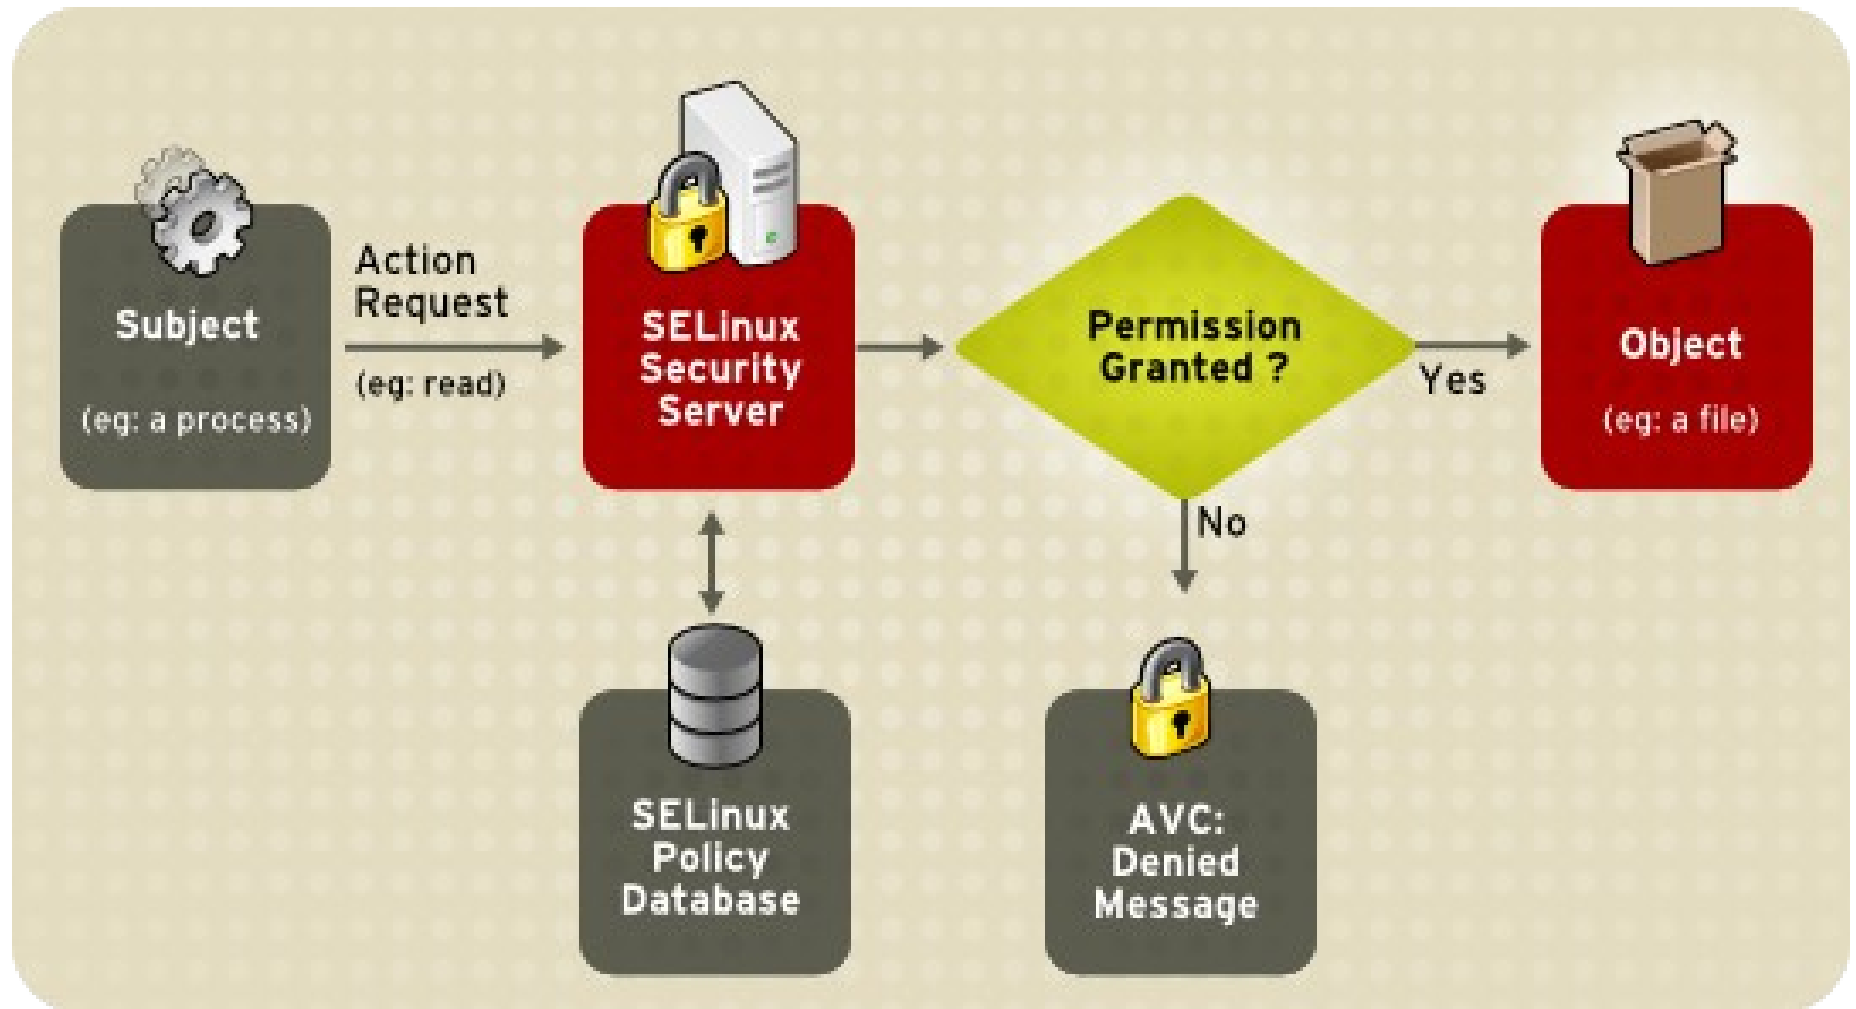 Subject
(eg: a process)
Action
Request
(eg: read)
SELinux
Security
Server
Permission
Granted ?
Yes
Object
(eg: a file)
No
SELinux
Policy
Database
AVC:
Denied
Message